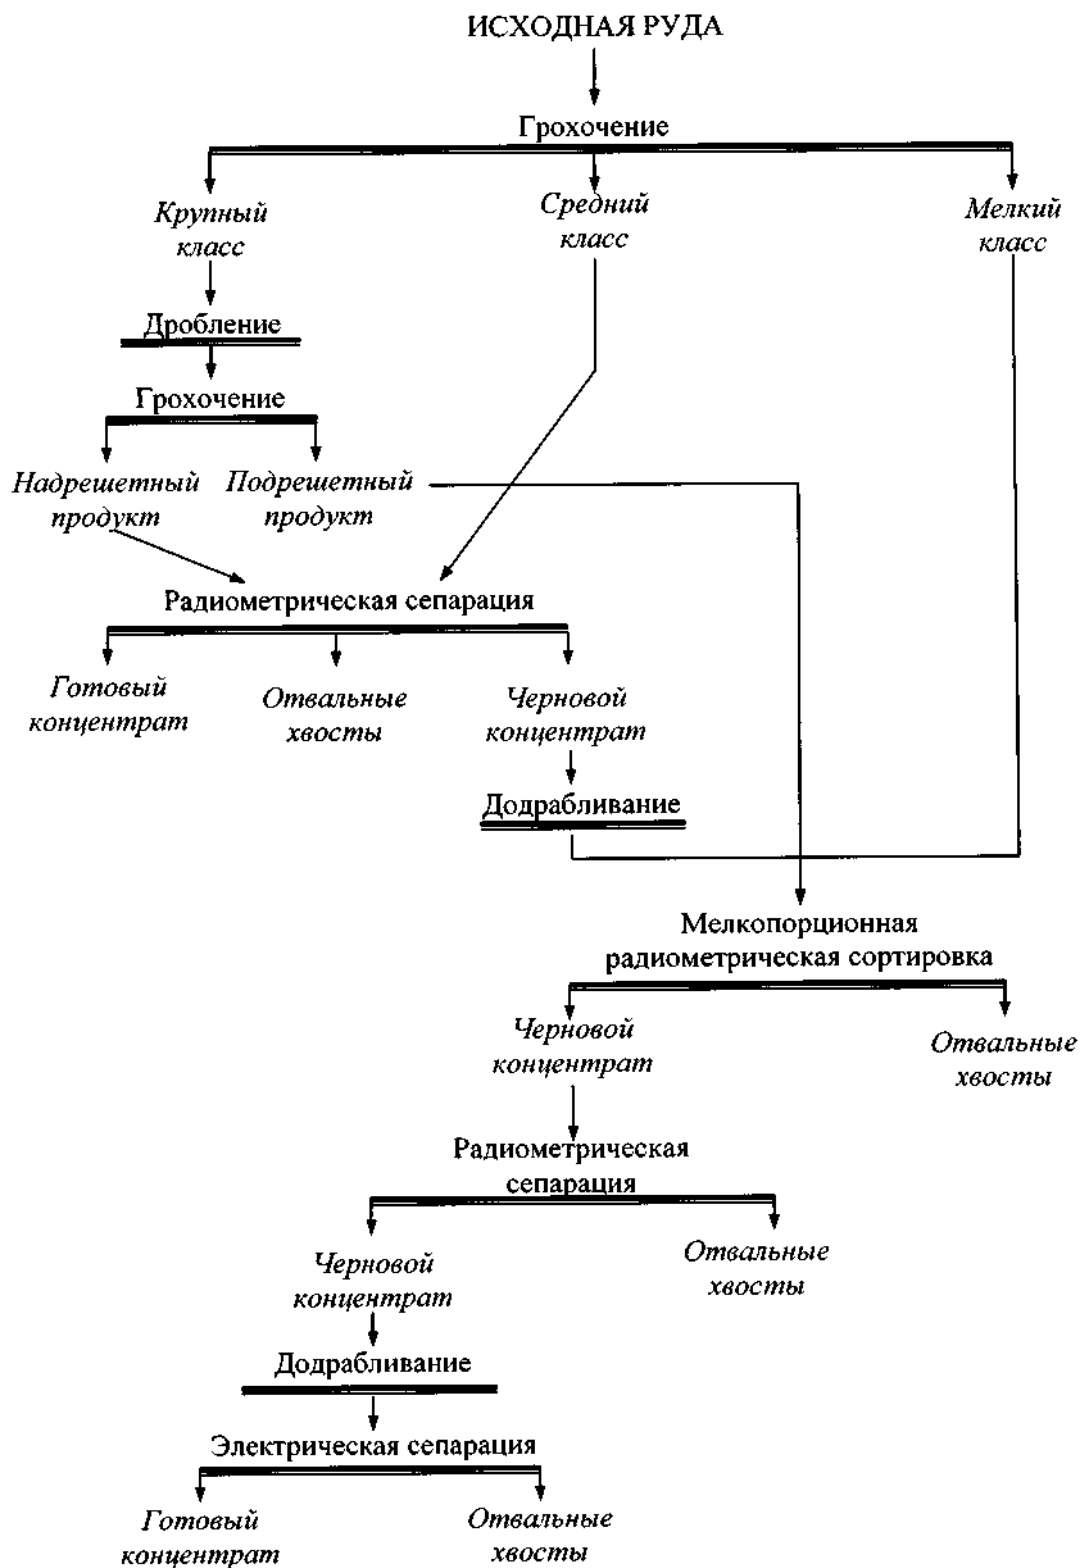 ИСХОДНАЯ РУДА
Грохочение
Крупный
класс
Средний
класс
Мелкий
класс
Дробление
Грохочение
Надрешетный
продукт
Подрешетный
продукт
Радиометрическая сепарация
Готовый
концентрат
Отвальные
хвосты
Черновой
концентрат
Додрабливание
Мелкопорционная
радиометрическая сортировка
Черновой
концентрат
Отвальные
хвосты
Радиометрическая
сепарация
Черновой
концентрат
Отвальные
хвосты
Додрабливание
Электрическая сепарация
Готовый
концентрат
Отвальные
хвосты